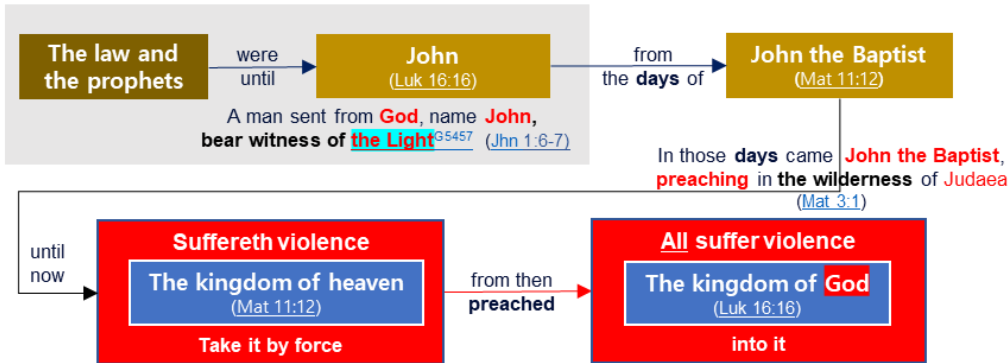 The law and
the prophets
were
until
John
(Luk 16:16)
from
the days of
John the Baptist
(Mat 11:12)
A man sent from God, name John,
bear witness of the Light G5457 (Jhn 1:6-7)
In those days came John the Baptist,
preaching in the wilderness of Judaea
(Mat 3:1)
until
now
Suffereth violence
The kingdom of heaven
(Mat 11:12)
Take it by force
from then
preached
All suffer violence
The kingdom of God
(Luk 16:16)
into it